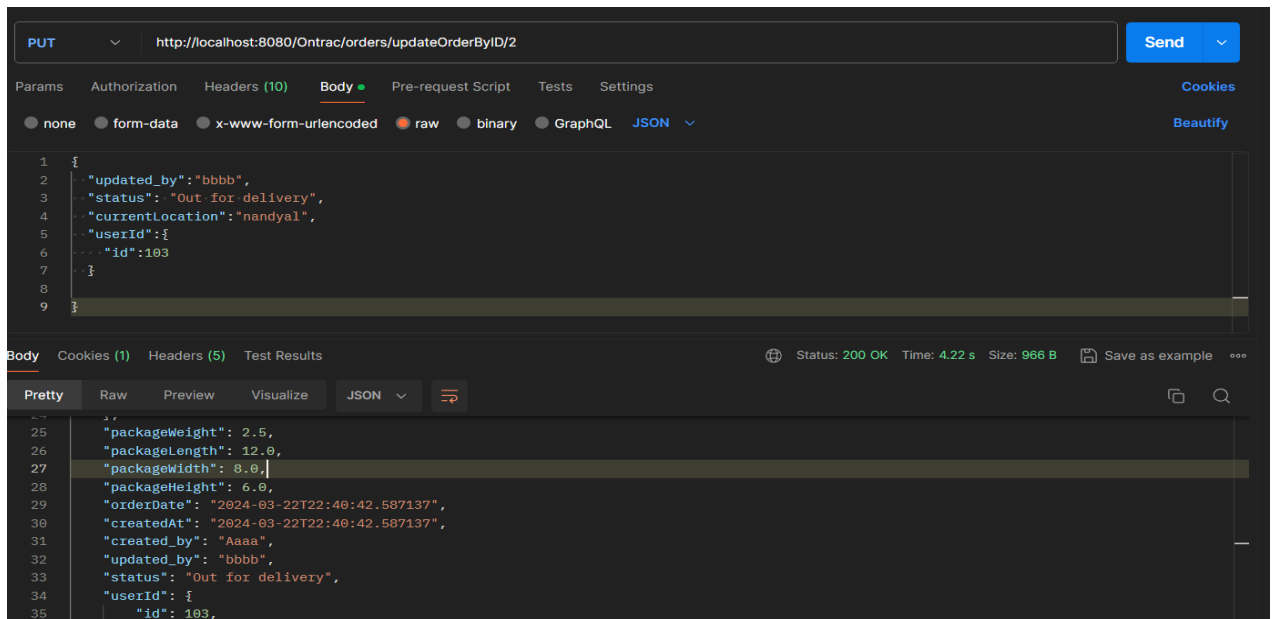 PUT http://localhost:8080/Ontrac/orders/updateOrderByID/2 Send
Params Authorization Headers (10) Body Pre-request Script Tests Settings Cookies
none form-data x-www-form-urlencoded raw binary GraphQL JSON Beautify
1 {
2 "updated_by":"bbbb",
3 "status": "Out for delivery",
4 "currentLocation":"nandyal",
5 "userId":{
6 "id":103
7 }
8
9 }
Body Cookies (1) Headers (5) Test Results Status: 200 OK Time: 4.22 s Size: 966 B Save as example
Pretty Raw Preview Visualize JSON
24 },
25 "packageWeight": 2.5,
26 "packageLength": 12.0,
27 "packageWidth": 8.0,
28 "packageHeight": 6.0,
29 "orderDate": "2024-03-22T22:40:42.587137",
30 "createdAt": "2024-03-22T22:40:42.587137",
31 "created_by": "Aaaa",
32 "updated_by": "bbbb",
33 "status": "Out for delivery",
34 "userId": {
35 "id": 103,